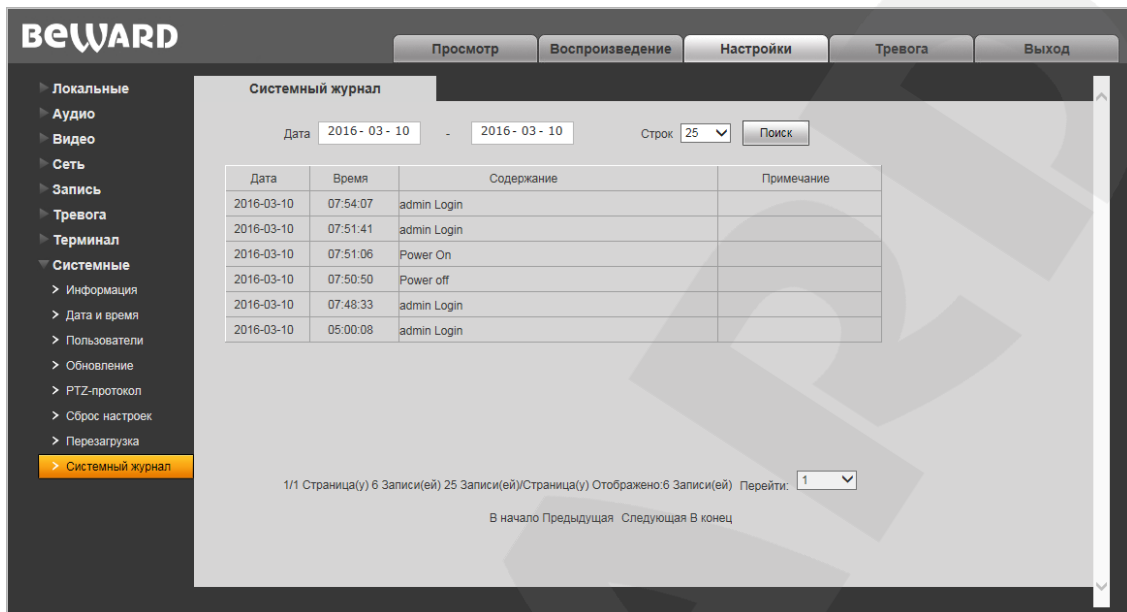 BEWARD
Просмотр Воспроизведение Настройки Тревога Выход
Локальные
Аудио
Видео
Сеть
Запись
Тревога
Терминал
Системные
> Информация
> Дата и время
> Пользователи
> Обновление
> PTZ-протокол
> Сброс настроек
> Перезагрузка
> Системный журнал
Системный журнал
Дата 2016-03-10 - 2016-03-10 Строк 25 Поиск
Дата Время Содержание Примечание
2016-03-10 07:54:07 admin Login
2016-03-10 07:51:41 admin Login
2016-03-10 07:51:06 Power On
2016-03-10 07:50:50 Power off
2016-03-10 07:48:33 admin Login
2016-03-10 05:00:08 admin Login
1/1 Страница(у) 6 Записи(ей) 25 Записи(ей)/Страница(у) Отображено:6 Записи(ей) Перейти: 1
В начало Предыдущая Следующая В конец